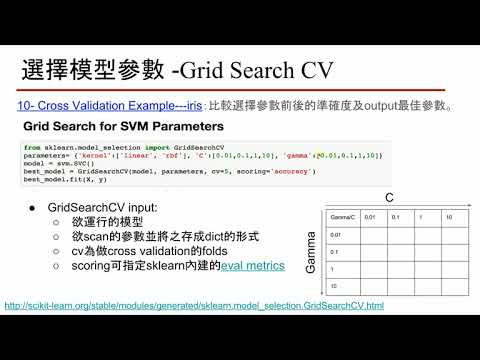 選擇模型參數 -Grid Search CV
10- Cross Validation Example---iris：比較選擇參數前後的準確度及output最佳參數。
Grid Search for SVM Parameters
from sklearn.model_selection import GridSearchCV
parameters= {'kernel':['linear', 'rbf'], 'C':[0.01,0.1,1,10], 'gamma':[0.01,0.1,1,10]}
model = svm.SVC()
best_model = GridSearchCV(model, parameters, cv=5, scoring='accuracy')
best_model.fit(X, y)
● GridSearchCV input:
○ 欲運行的模型
○ 欲scan的參數並將之存成dict的形式
○ cv為做cross validation的folds
○ scoring可指定sklearn內建的eval metrics
C
Gamma
Gamma/C 0.01 0.1 1 10
0.01
0.1
1
10
http://scikit-learn.org/stable/modules/generated/sklearn.model_selection.GridSearchCV.html